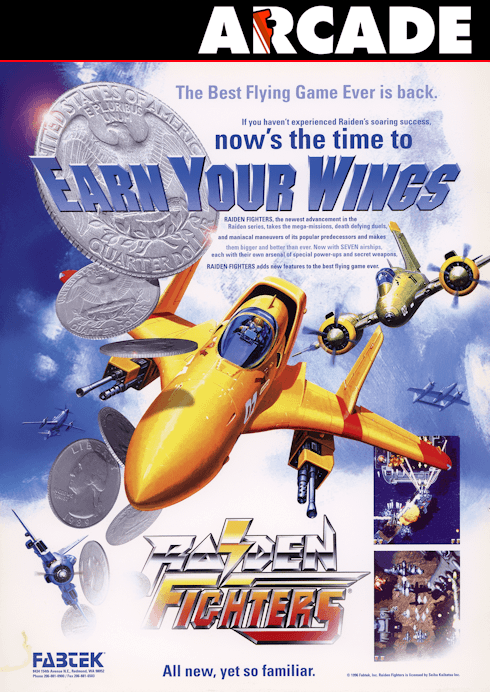 ARCADE
The Best Flying Game Ever is back.
If you haven't experienced Raiden's soaring success,
now's the time to
EARN YOUR WINGS
RAIDEN FIGHTERS, the newest advancement in the
Raiden series, takes the mega-missions, death defying duels,
and maniacal maneuvers of its popular predecessors and makes
them bigger and better than ever. Now with SEVEN airships,
each with their own arsenal of special power-ups and secret weapons,
RAIDEN FIGHTERS adds new features to the best flying game ever.
UNITED STATES OF AMERICA
E PLURIBUS
UNUM
QUARTER DOLLAR
RAIDEN
FIGHTERS
FABTEK
All new, yet so familiar.